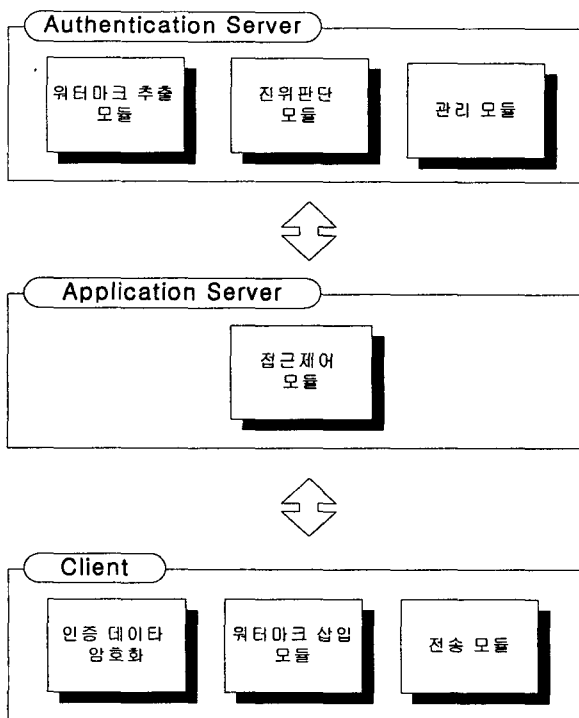 Authentication Server
워터마크 추출
모듈
진위판단
모듈
관리 모듈
Application Server
접근제어
모듈
Client
인증 데이타
암호화
워터마크 삽입
모듈
전송 모듈